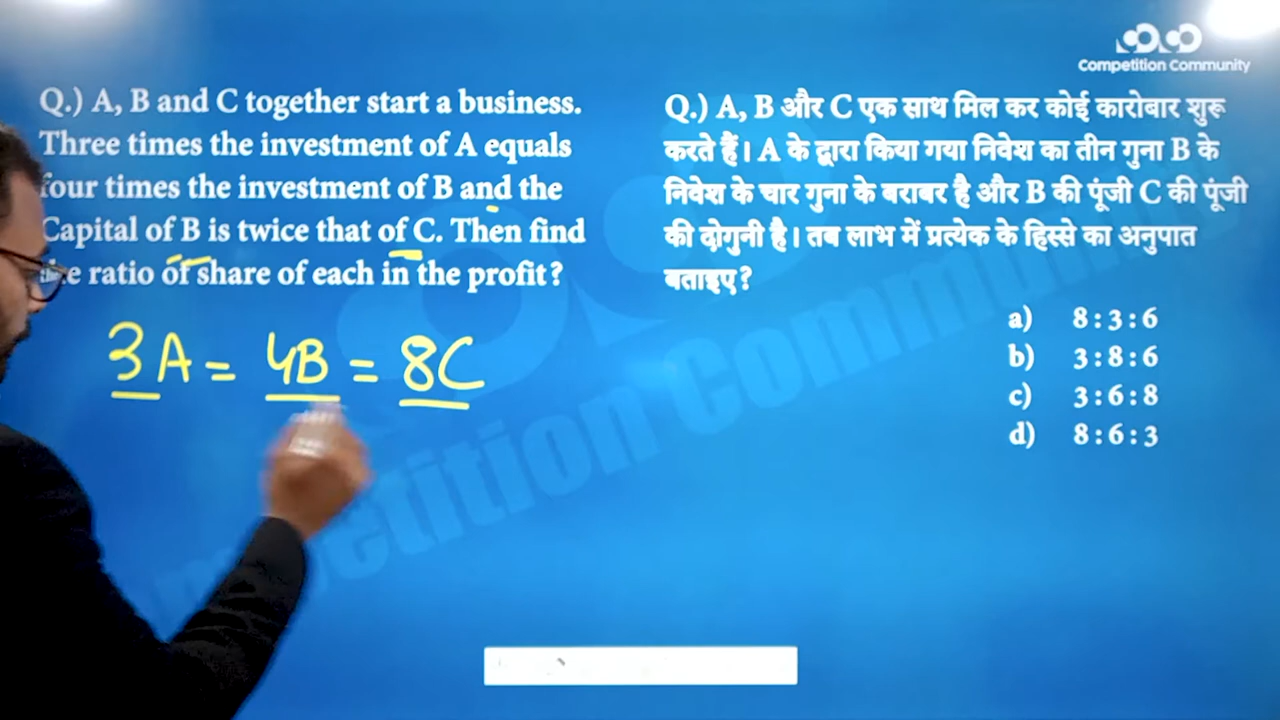 Competition Community
Q.) A, B and C together start a business.
Three times the investment of A equals
four times the investment of B and the
Capital of B is twice that of C. Then find
ratio of share of each in the profit?
3A = 4B = 8C
Q.) A, B और C एक साथ मिल कर कोई कारोबार शुरू
करते हैं। A के द्वारा किया गया निवेश का तीन गुना B के
निवेश के चार गुना के बराबर है और B की पूंजी C की पूंजी
की दोगुनी है। तब लाभ में प्रत्येक के हिस्से का अनुपात
बताइए?
a) 8:3:6
b) 3:8:6
c) 3:6:8
d) 8:6:3